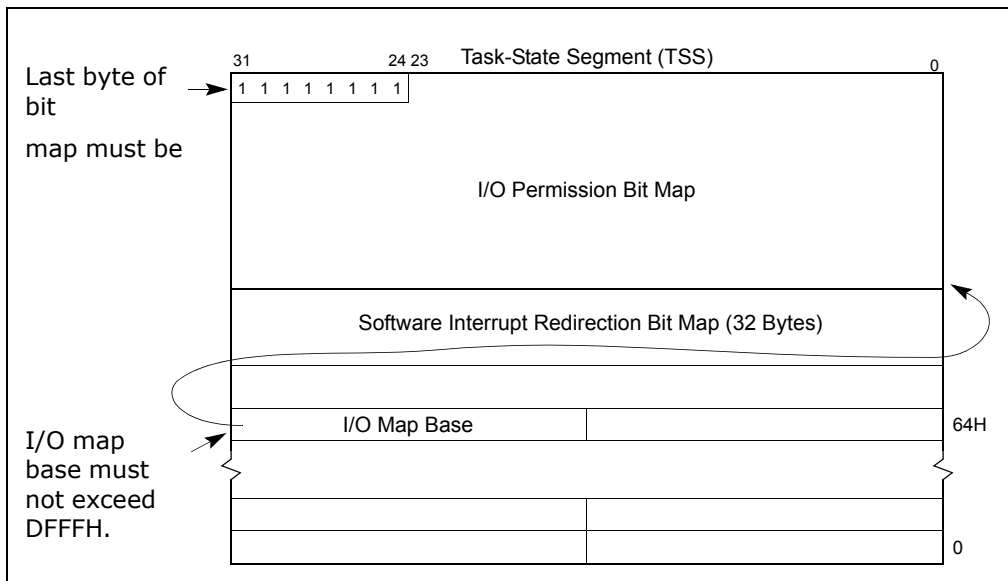 31 24 23 Task-State Segment (TSS) 0
Last byte of
bit
map must be
1 1 1 1 1 1 1 1
I/O Permission Bit Map
Software Interrupt Redirection Bit Map (32 Bytes)
I/O Map Base
64H
I/O map
base must
not exceed
DFFFH.
0